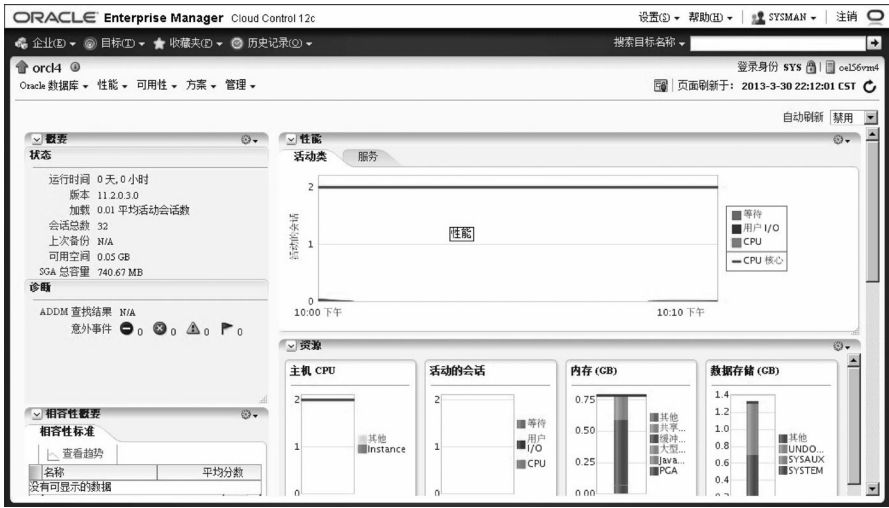 ORACLE Enterprise Manager Cloud Control 12c
设置(S) 帮助(H) SYSMAN 注销
企业(E) 目标(T) 收藏夹(F) 历史记录(O) 搜索目标名称
orcl4
登录身份 SYS oel56vm4
Oracle 数据库 性能 可用性 方案 管理
页面刷新于: 2013-3-30 22:12:01 CST
自动刷新 禁用
概要
状态
运行时间 0 天, 0 小时
版本 11.2.0.3.0
加载 0.01 平均活动会话数
会话总数 32
上次备份 N/A
可用空间 0.05 GB
SGA 总容量 740.67 MB
诊断
ADDM 查找结果 N/A
意外事件 0 0 0 0
相容性概要
相容性标准
查看趋势
名称 平均分数
没有可显示的数据
性能
活动类 服务
活动的会话
2
1
0
10:00 下午 10:10 下午
性能
等待
用户 I/O
CPU
CPU 核心
资源
主机 CPU
2
1
0
其他
Instance
活动的会话
2
1
0
等待
用户 I/O
CPU
内存 (GB)
0.75
0.50
0.25
0.00
其他
共享...
缓冲...
大型...
Java...
PGA
数据存储 (GB)
1.4
1.2
1.0
0.8
0.6
0.4
0.2
其他
UNDO...
SYSAUX
SYSTEM